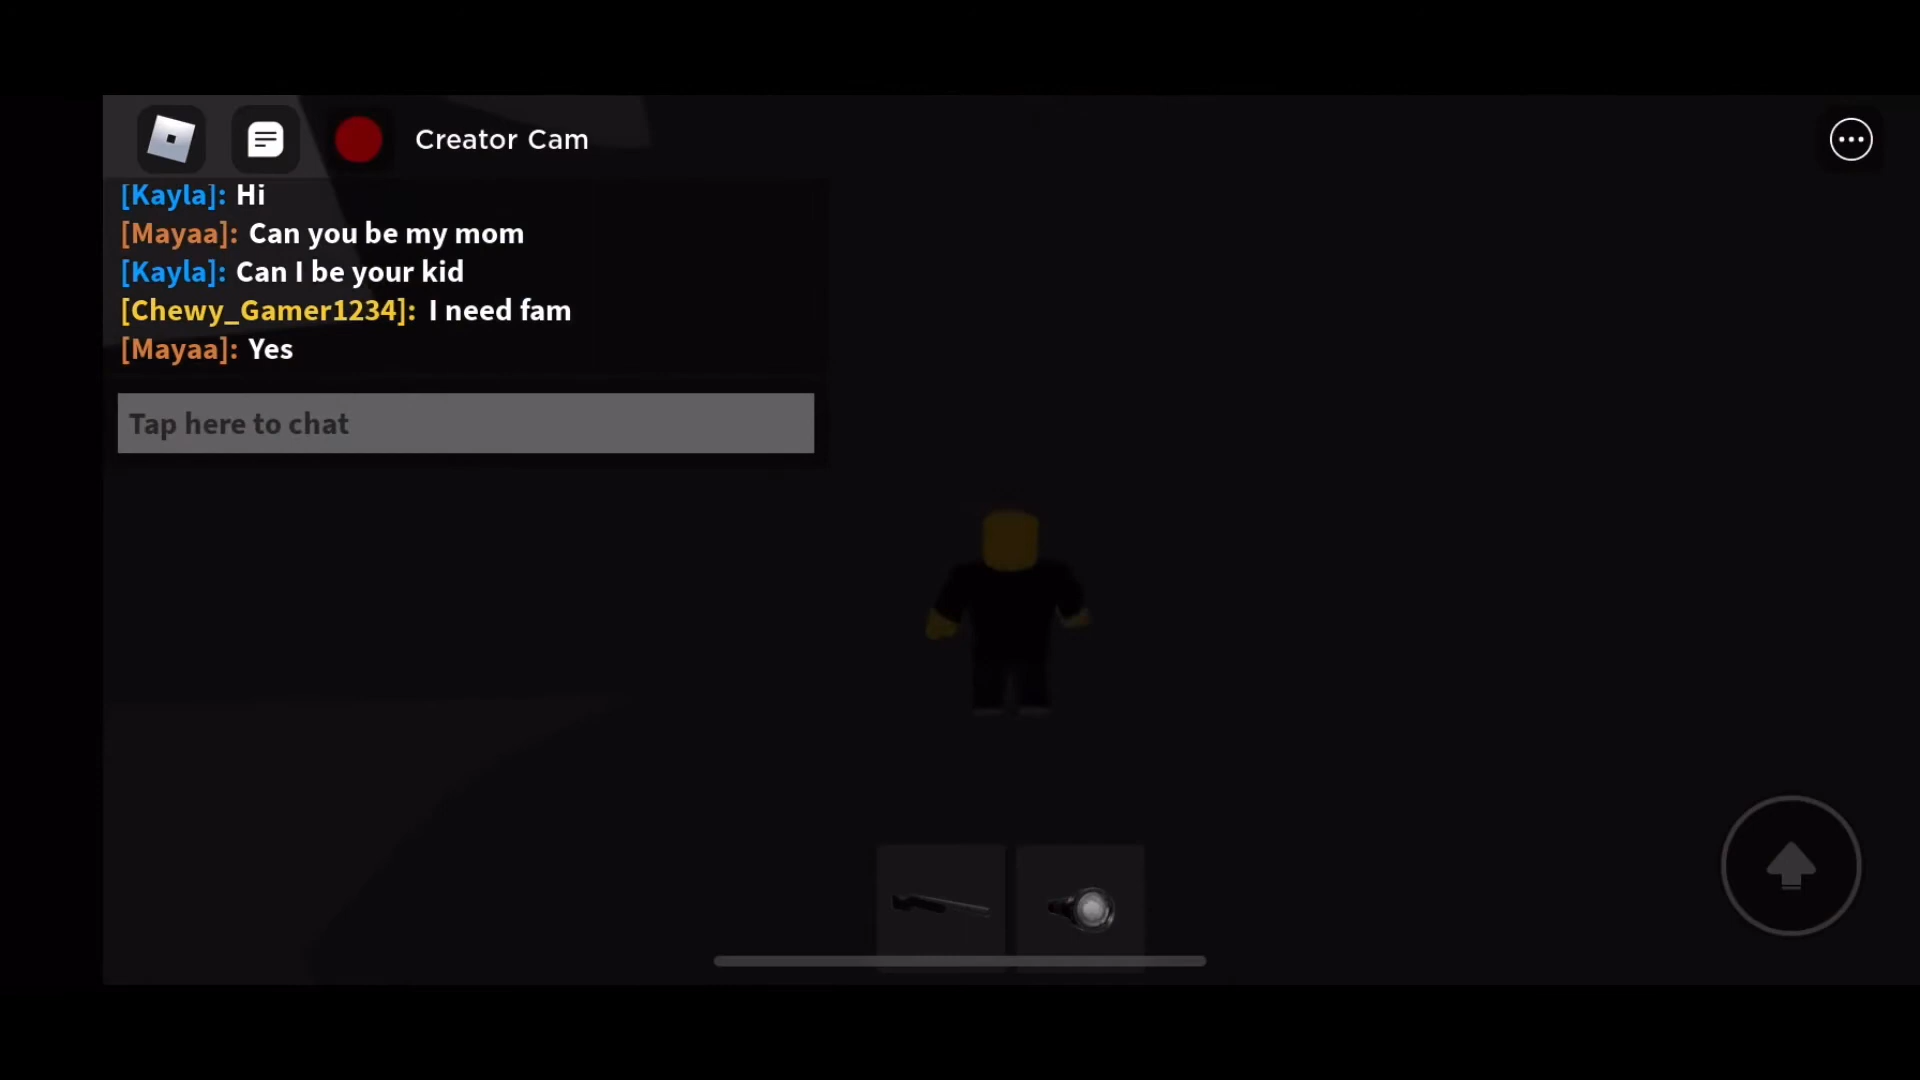 Creator Cam
[Kayla]: Hi
[Mayaa]: Can you be my mom
[Kayla]: Can I be your kid
[Chewy_Gamer1234]: I need fam
[Mayaa]: Yes
Tap here to chat